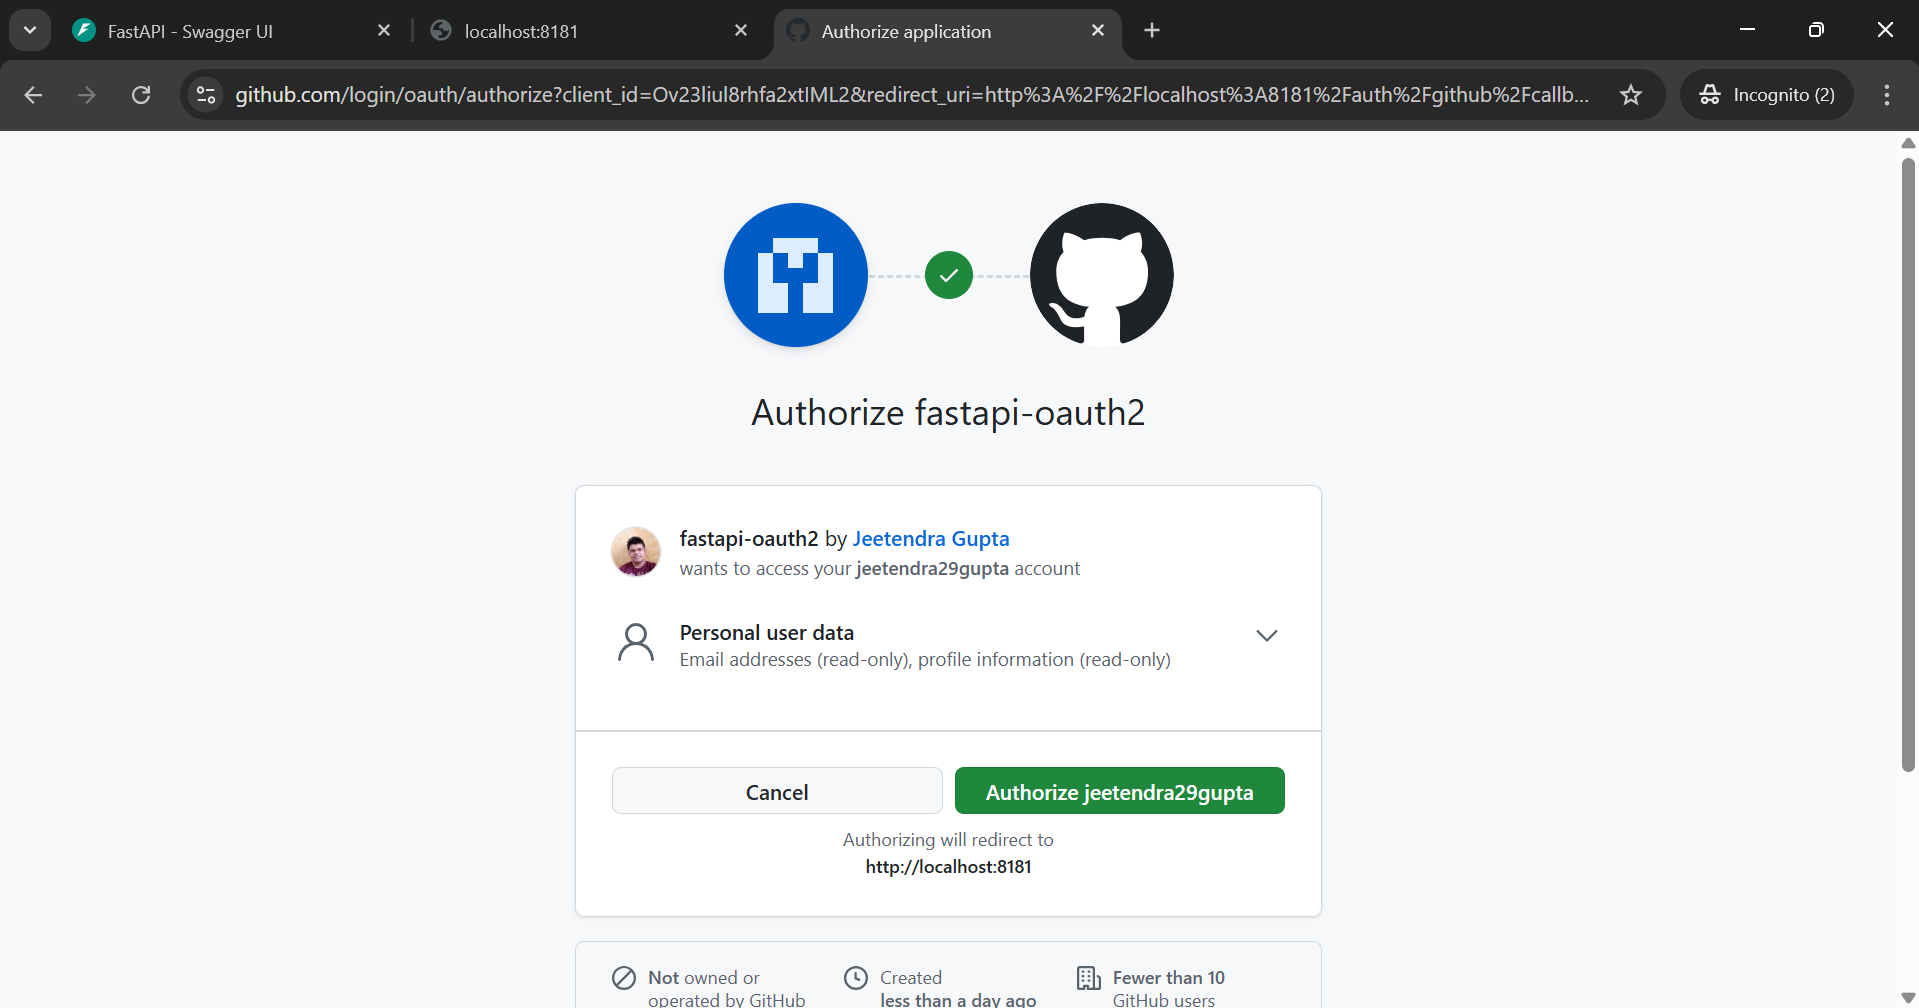 FastAPI - Swagger UI
localhost:8181
Authorize application
github.com/login/oauth/authorize?client_id=Ov23liul8rhfa2xtIML2&redirect_uri=http%3A%2F%2Flocalhost%3A8181%2Fauth%2Fgithub%2Fcallb...
Incognito (2)
Authorize fastapi-oauth2
fastapi-oauth2 by Jeetendra Gupta
wants to access your jeetendra29gupta account
Personal user data
Email addresses (read-only), profile information (read-only)
Cancel
Authorize jeetendra29gupta
Authorizing will redirect to
http://localhost:8181
Not owned or
operated by GitHub
Created
less than a day ago
Fewer than 10
GitHub users